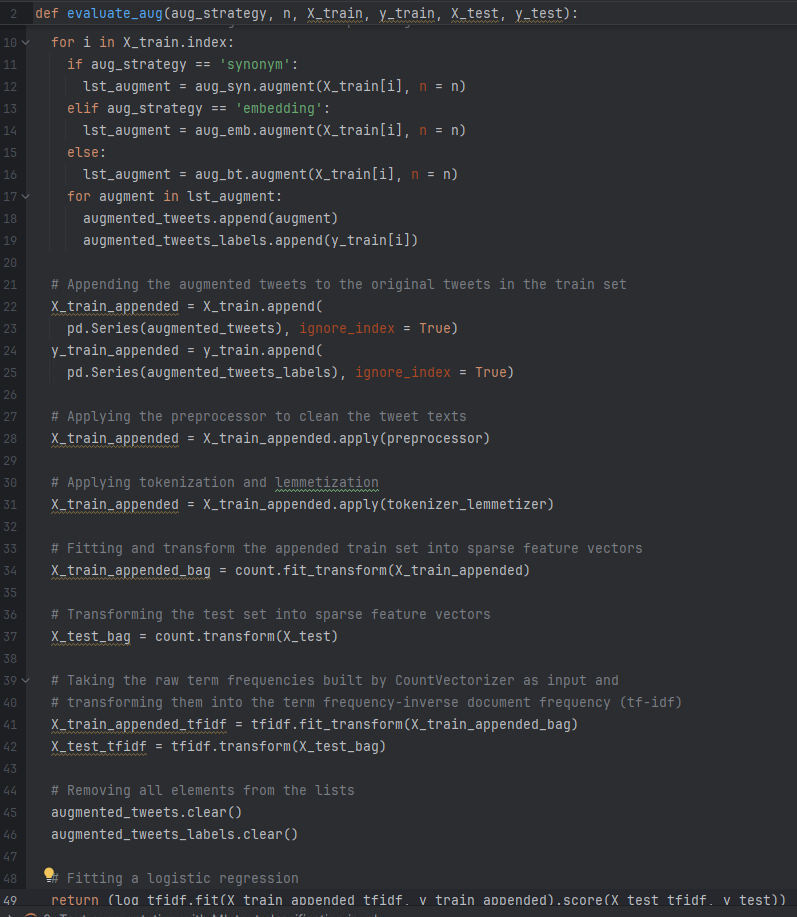 2 def evaluate_aug(aug_strategy, n, X_train, y_train, X_test, y_test):
10 for i in X_train.index:
11 if aug_strategy == 'synonym':
12 lst_augment = aug_syn.augment(X_train[i], n = n)
13 elif aug_strategy == 'embedding':
14 lst_augment = aug_emb.augment(X_train[i], n = n)
15 else:
16 lst_augment = aug_bt.augment(X_train[i], n = n)
17 for augment in lst_augment:
18 augmented_tweets.append(augment)
19 augmented_tweets_labels.append(y_train[i])
20
21 # Appending the augmented tweets to the original tweets in the train set
22 X_train_appended = X_train.append(
23 pd.Series(augmented_tweets), ignore_index = True)
24 y_train_appended = y_train.append(
25 pd.Series(augmented_tweets_labels), ignore_index = True)
26
27 # Applying the preprocessor to clean the tweet texts
28 X_train_appended = X_train_appended.apply(preprocessor)
29
30 # Applying tokenization and lemmetization
31 X_train_appended = X_train_appended.apply(tokenizer_lemmetizer)
32
33 # Fitting and transform the appended train set into sparse feature vectors
34 X_train_appended_bag = count.fit_transform(X_train_appended)
35
36 # Transforming the test set into sparse feature vectors
37 X_test_bag = count.transform(X_test)
38
39 # Taking the raw term frequencies built by CountVectorizer as input and
40 # transforming them into the term frequency-inverse document frequency (tf-idf)
41 X_train_appended_tfidf = tfidf.fit_transform(X_train_appended_bag)
42 X_test_tfidf = tfidf.transform(X_test_bag)
43
44 # Removing all elements from the lists
45 augmented_tweets.clear()
46 augmented_tweets_labels.clear()
47
48 # Fitting a logistic regression
49 return (log_tfidf.fit(X_train_appended_tfidf, y_train_appended).score(X_test_tfidf, y_test))